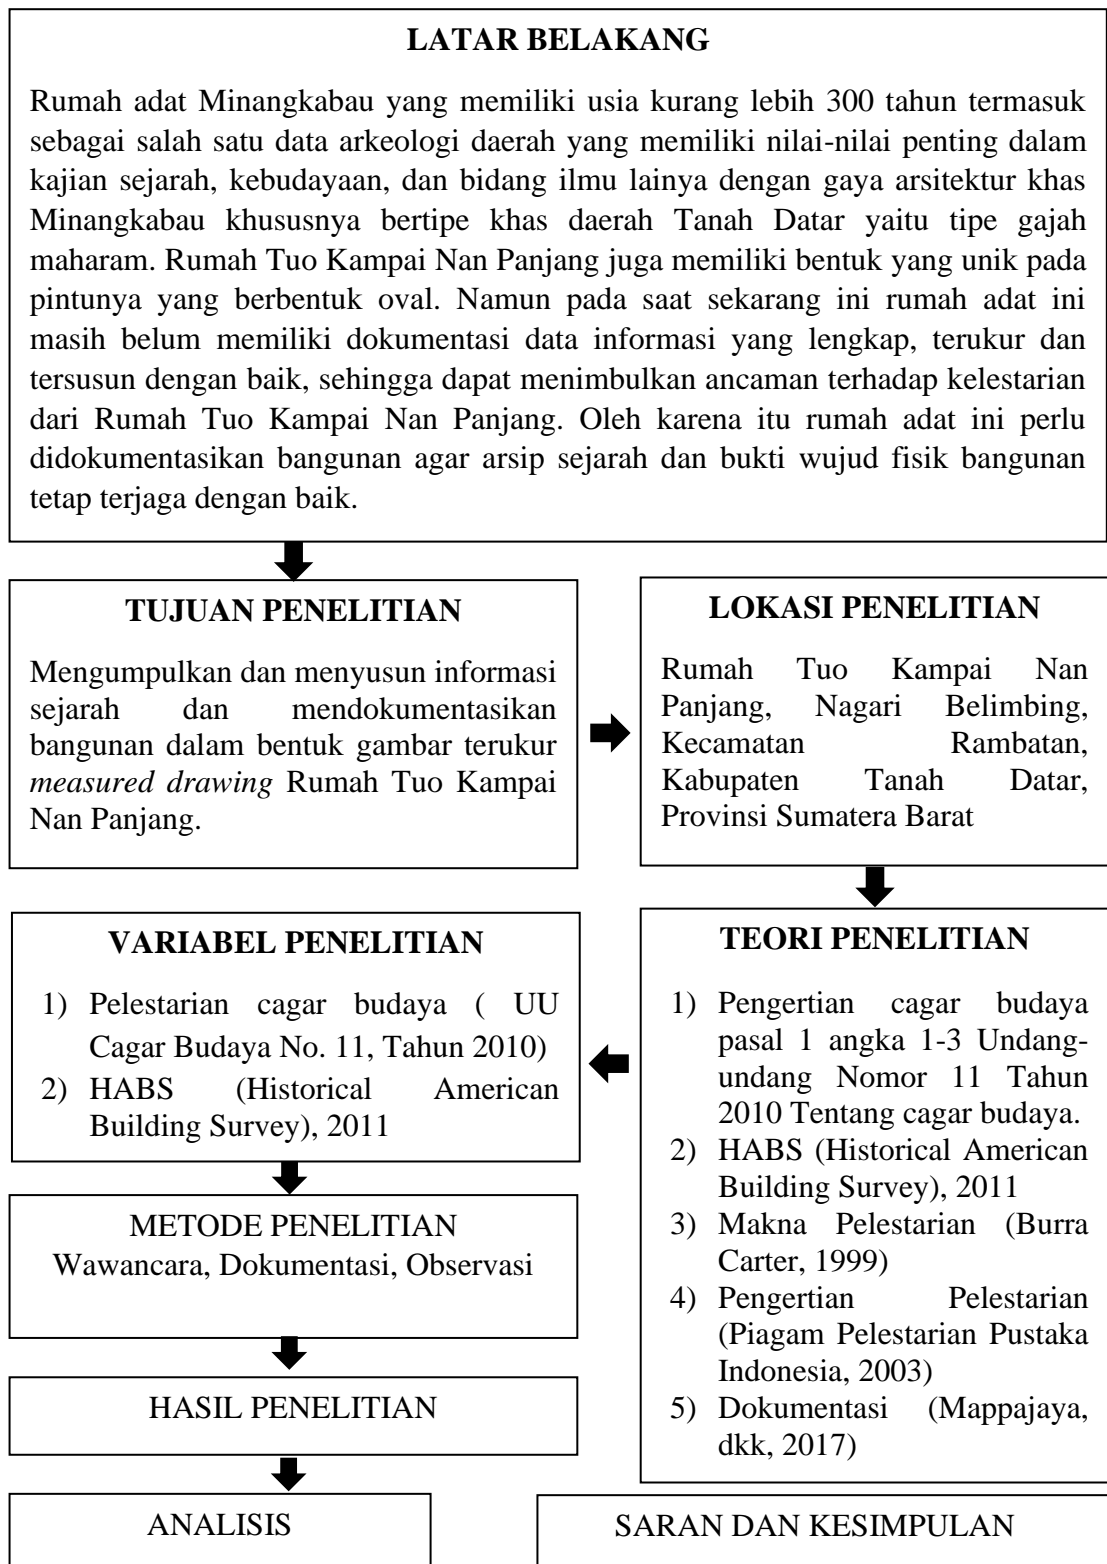 LATAR BELAKANG
Rumah adat Minangkabau yang memiliki usia kurang lebih 300 tahun termasuk
sebagai salah satu data arkeologi daerah yang memiliki nilai-nilai penting dalam
kajian sejarah, kebudayaan, dan bidang ilmu lainya dengan gaya arsitektur khas
Minangkabau khususnya bertipe khas daerah Tanah Datar yaitu tipe gajah
maharam. Rumah Tuo Kampai Nan Panjang juga memiliki bentuk yang unik pada
pintunya yang berbentuk oval. Namun pada saat sekarang ini rumah adat ini
masih belum memiliki dokumentasi data informasi yang lengkap, terukur dan
tersusun dengan baik, sehingga dapat menimbulkan ancaman terhadap kelestarian
dari Rumah Tuo Kampai Nan Panjang. Oleh karena itu rumah adat ini perlu
didokumentasikan bangunan agar arsip sejarah dan bukti wujud fisik bangunan
tetap terjaga dengan baik.
TUJUAN PENELITIAN
Mengumpulkan dan menyusun informasi
sejarah dan mendokumentasikan
bangunan dalam bentuk gambar terukur
measured drawing Rumah Tuo Kampai
Nan Panjang.
LOKASI PENELITIAN
Rumah Tuo Kampai Nan
Panjang, Nagari Belimbing,
Kecamatan Rambatan,
Kabupaten Tanah Datar,
Provinsi Sumatera Barat
TEORI PENELITIAN
1) Pengertian cagar budaya
pasal 1 angka 1-3 Undang-
undang Nomor 11 Tahun
2010 Tentang cagar budaya.
2) HABS (Historical American
Building Survey), 2011
3) Makna Pelestarian (Burra
Carter, 1999)
4) Pengertian Pelestarian
(Piagam Pelestarian Pustaka
Indonesia, 2003)
5) Dokumentasi (Mappajaya,
dkk, 2017)
VARIABEL PENELITIAN
1) Pelestarian cagar budaya ( UU
Cagar Budaya No. 11, Tahun 2010)
2) HABS (Historical American
Building Survey), 2011
METODE PENELITIAN
Wawancara, Dokumentasi, Observasi
HASIL PENELITIAN
ANALISIS
SARAN DAN KESIMPULAN